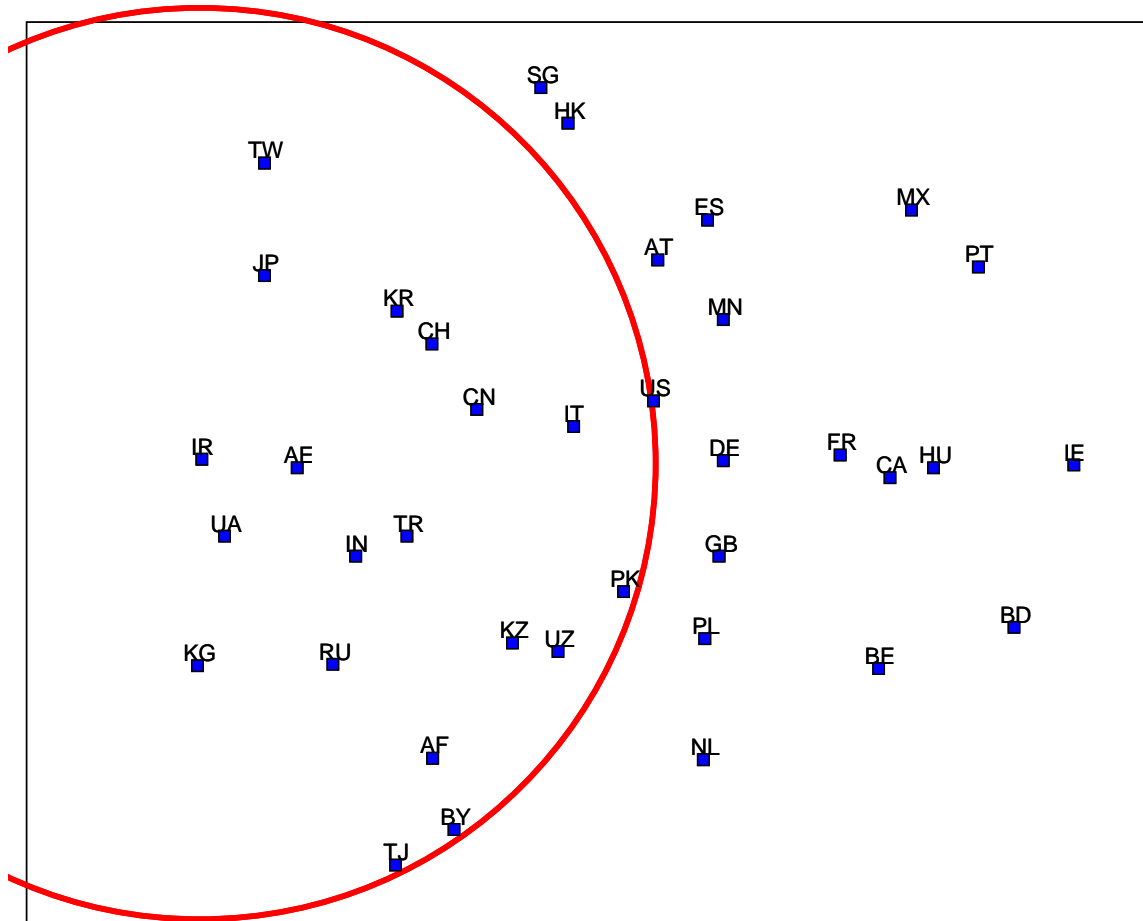 SG
HK
TW
MX
ES
AT
PT
JP
KR
MN
CH
US
CN
IT
IR
AE
DE
FR
HU
IE
CA
UA
TR
IN
GB
PK
BD
PL
KZ
UZ
KG
RU
BE
AF
NL
BY
TJ